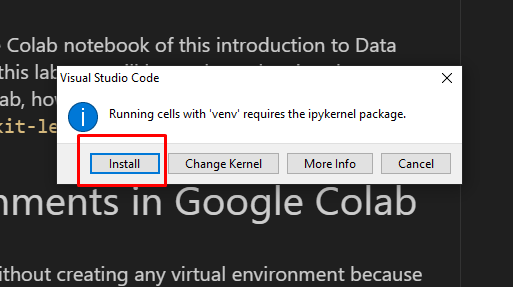 e Colab notebook of this introduction to Data
this lab
Visual Studio Code
ab, ho
Running cells with 'venv' requires the ipykernel package.
kit-le
Install
Change Kernel
More Info
Cancel
nments in Google Colab
ithout creating any virtual environment because